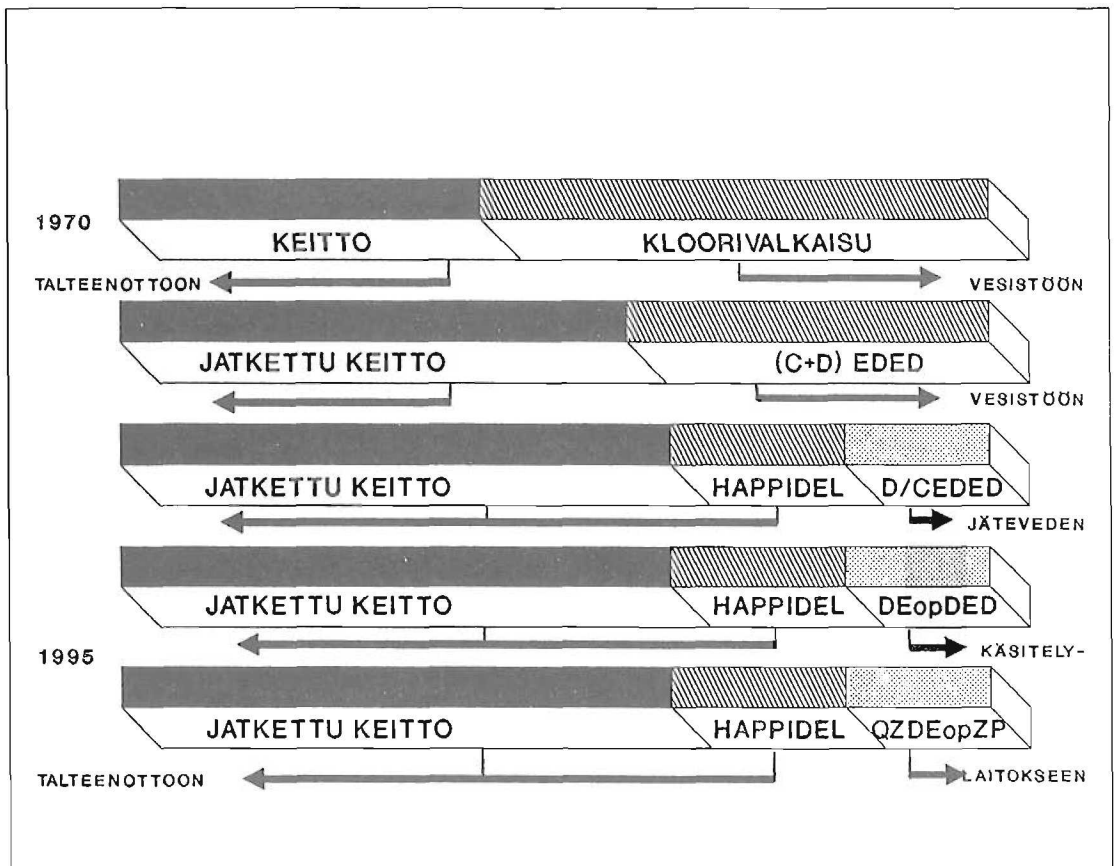 1970
KEITTO KLOORIVALKAISU
TALTEENOTTOON VESISTÖÖN
JATKETTU KEITTO (C+D) EDED
VESISTÖÖN
JATKETTU KEITTO HAPPIDEL D/CEDED
JÄTEVEDEN
JATKETTU KEITTO HAPPIDEL DEopDED
1995 KÄSITELY-
JATKETTU KEITTO HAPPIDEL QZDEopZP
TALTEENOTTOON LAITOKSEEN